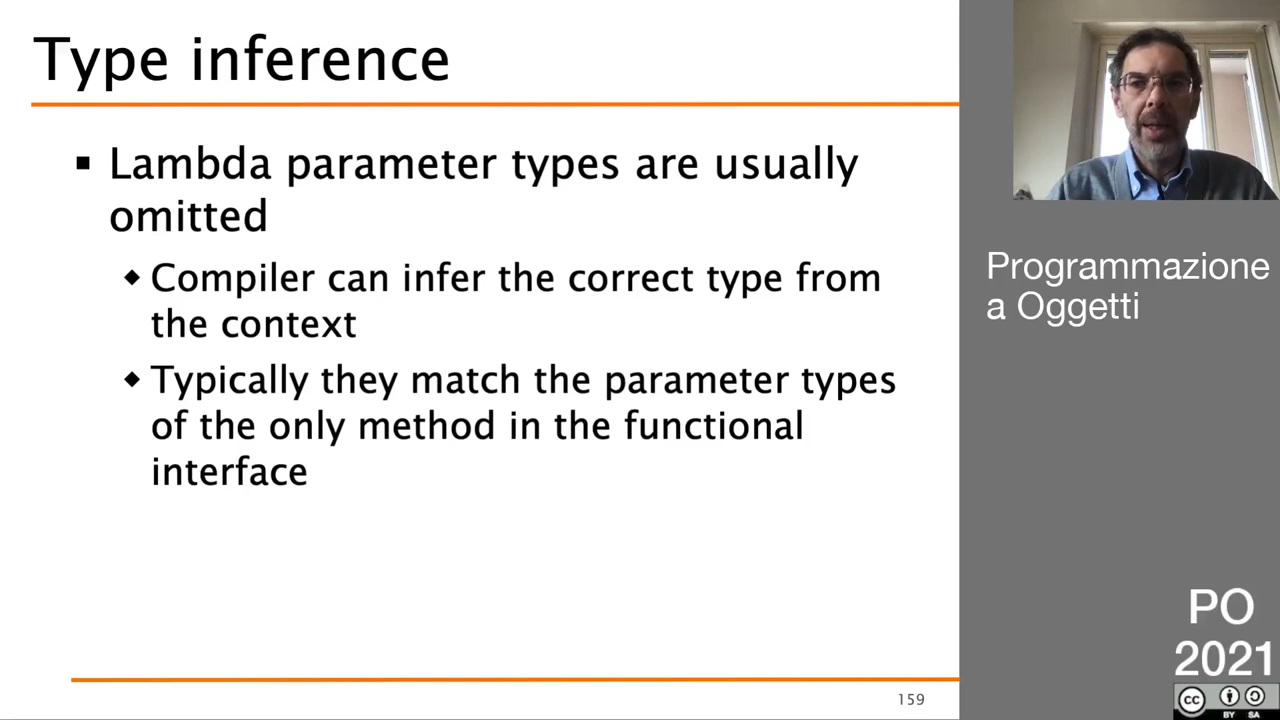 Type inference
Lambda parameter types are usually
omitted
Compiler can infer the correct type from
the context
Typically they match the parameter types
of the only method in the functional
interface
159
Programmazione
a Oggetti
PO
2021
cc
BY SA